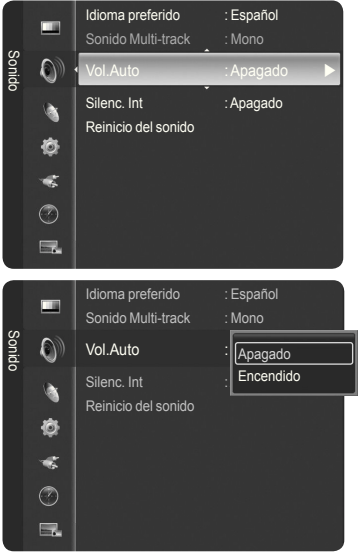 Sonido
Idioma preferido : Español
Sonido Multi-track : Mono
Vol.Auto : Apagado
Silenc. Int : Apagado
Reinicio del sonido
Sonido
Idioma preferido : Español
Sonido Multi-track : Mono
Vol.Auto : Apagado
Encendido
Silenc. Int :
Reinicio del sonido